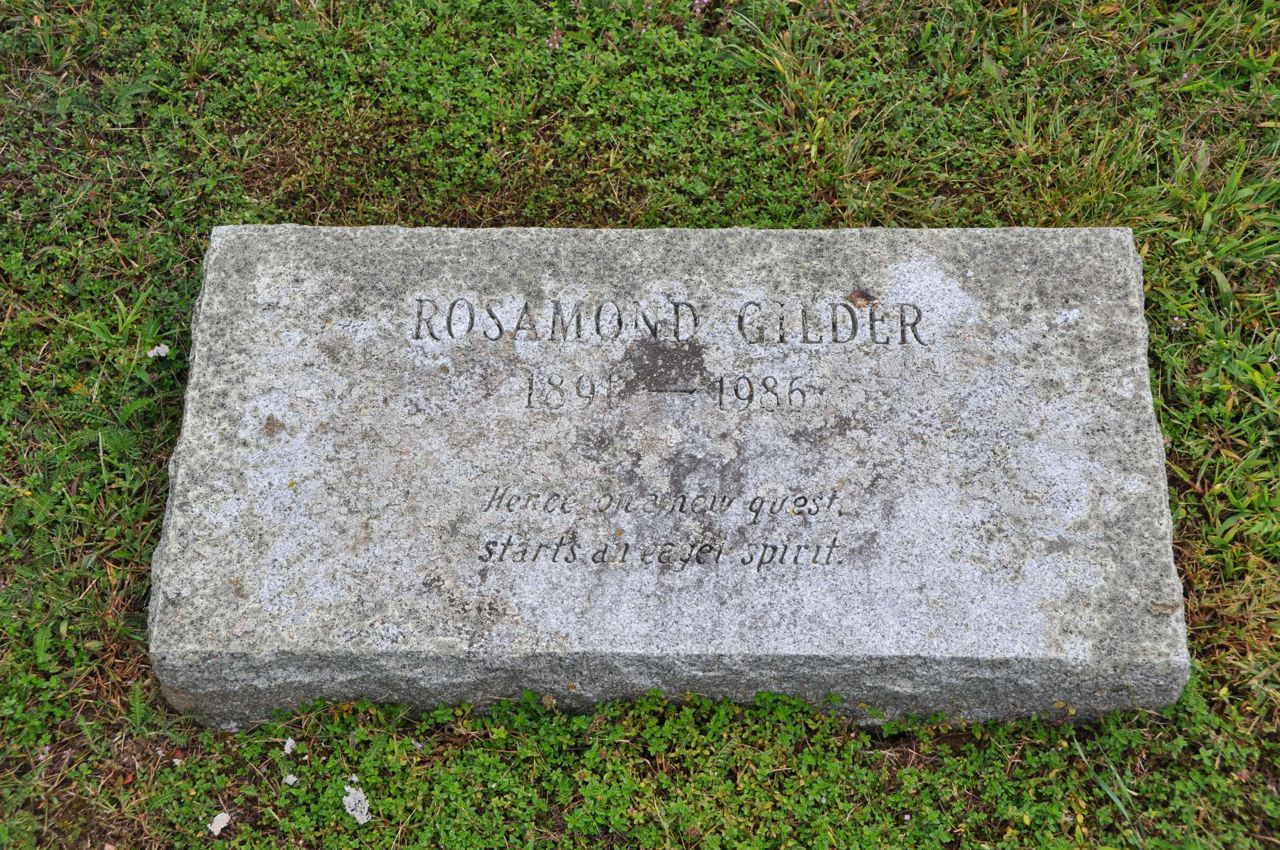 ROSAMOND GILDER
1891 — 1986
Hence on a new quest.
starts an eager spirit.